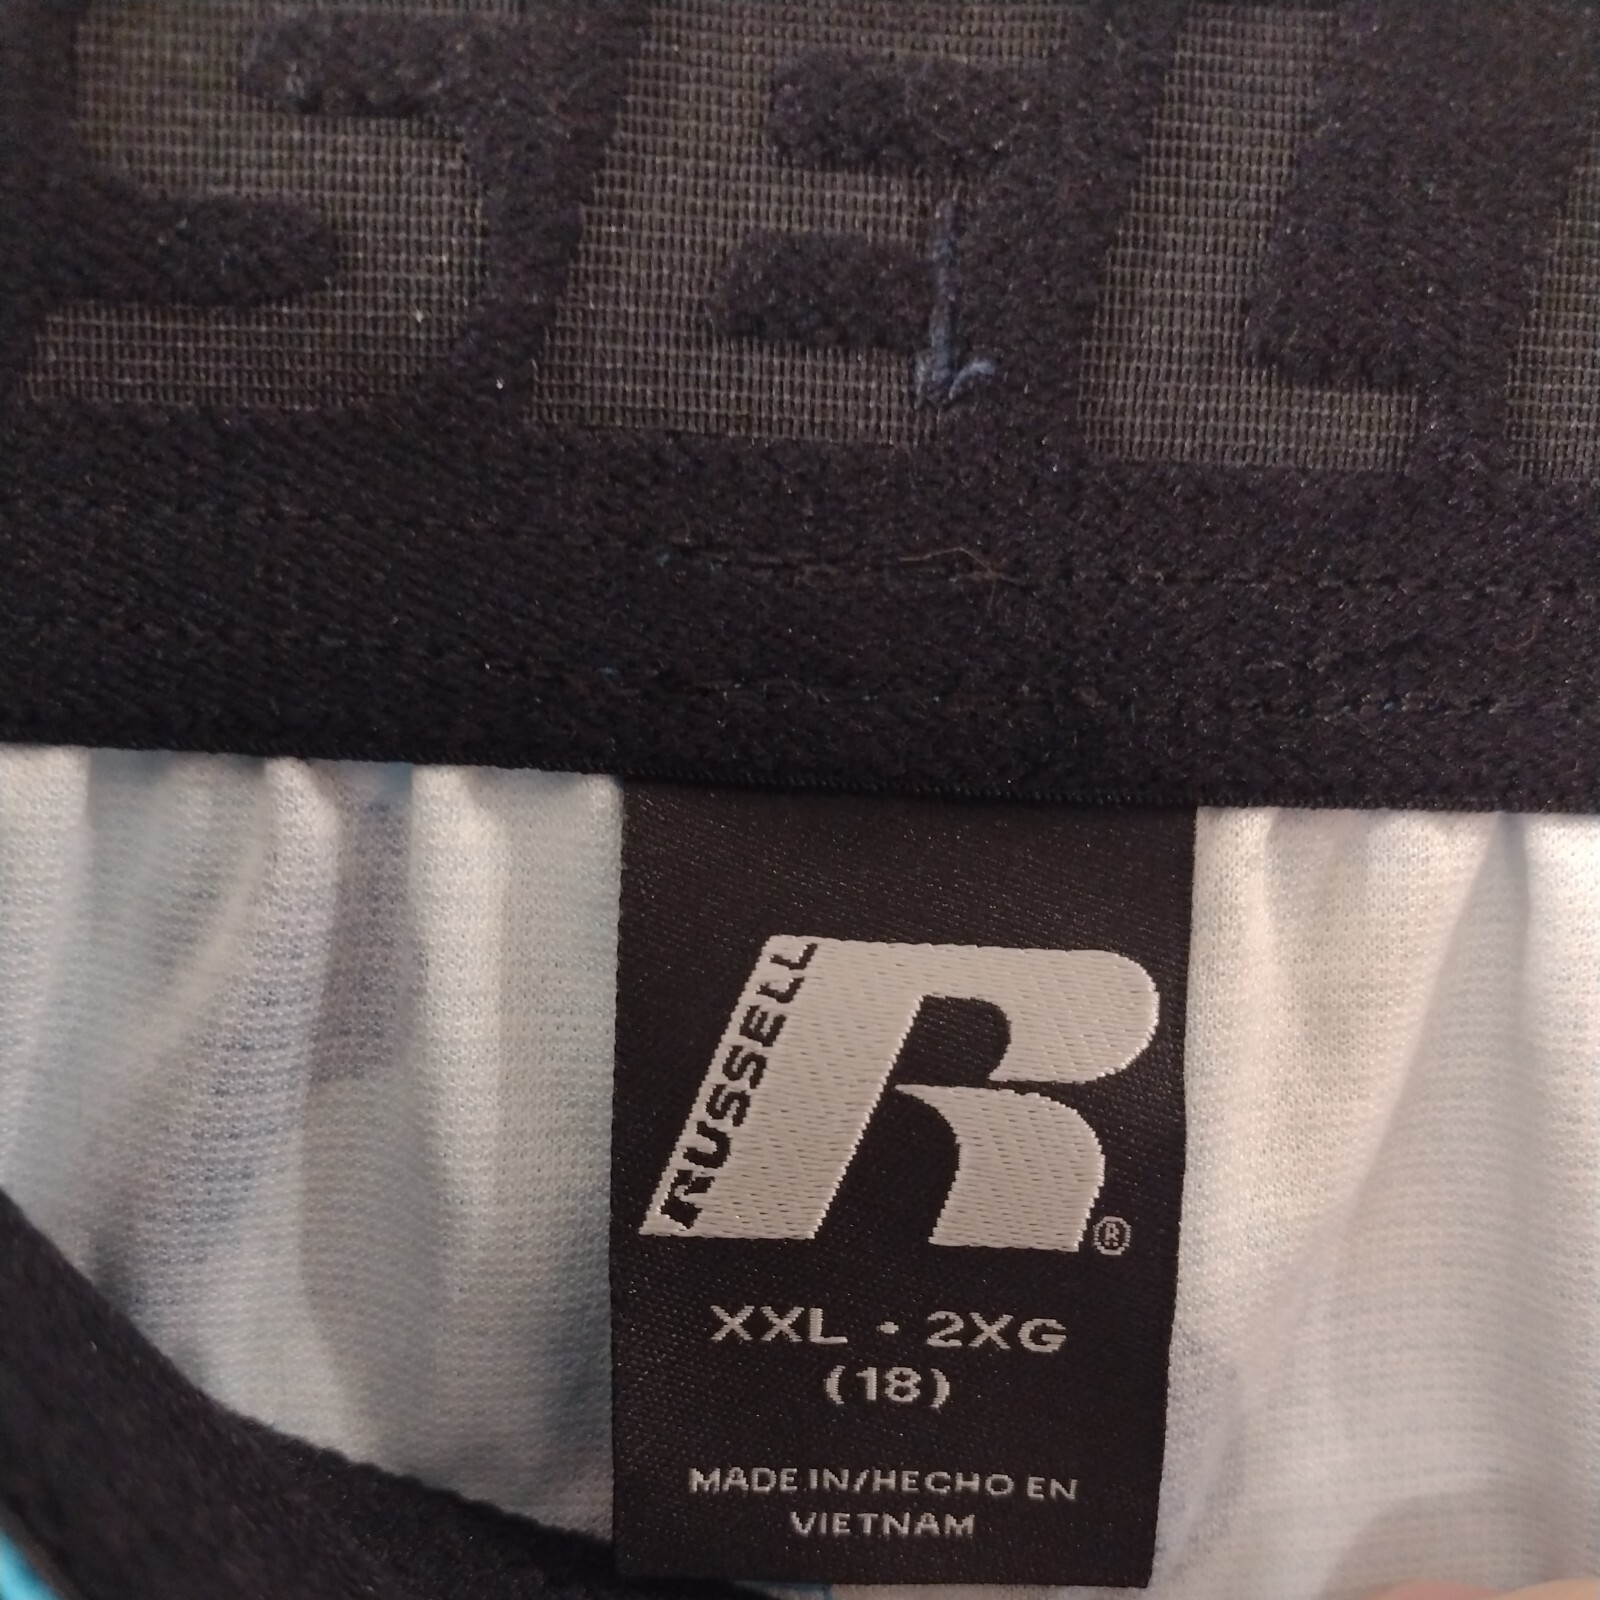 RUSSELL
R
®
XXL • 2XG
(18)
MADE IN/HECHO EN
VIETNAM